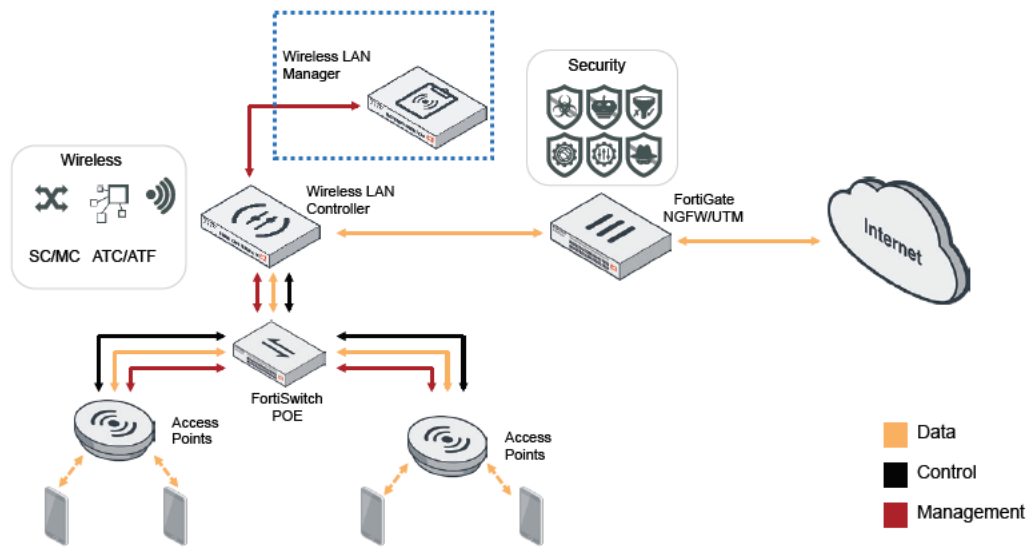 Wireless LAN
Manager
Security
Wireless
SC/MC ATC/ATF
Wireless LAN
Controller
FortiGate
NGFW/UTM
Internet
FortiSwitch
POE
Access
Points
Access
Points
Data
Control
Management